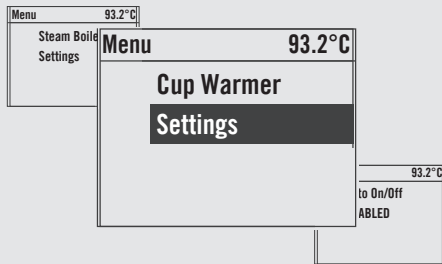 Menu 93.2°C
Steam Boile
Settings
Menu 93.2°C
Cup Warmer
Settings
93.2°C
to On/Off
ABLED